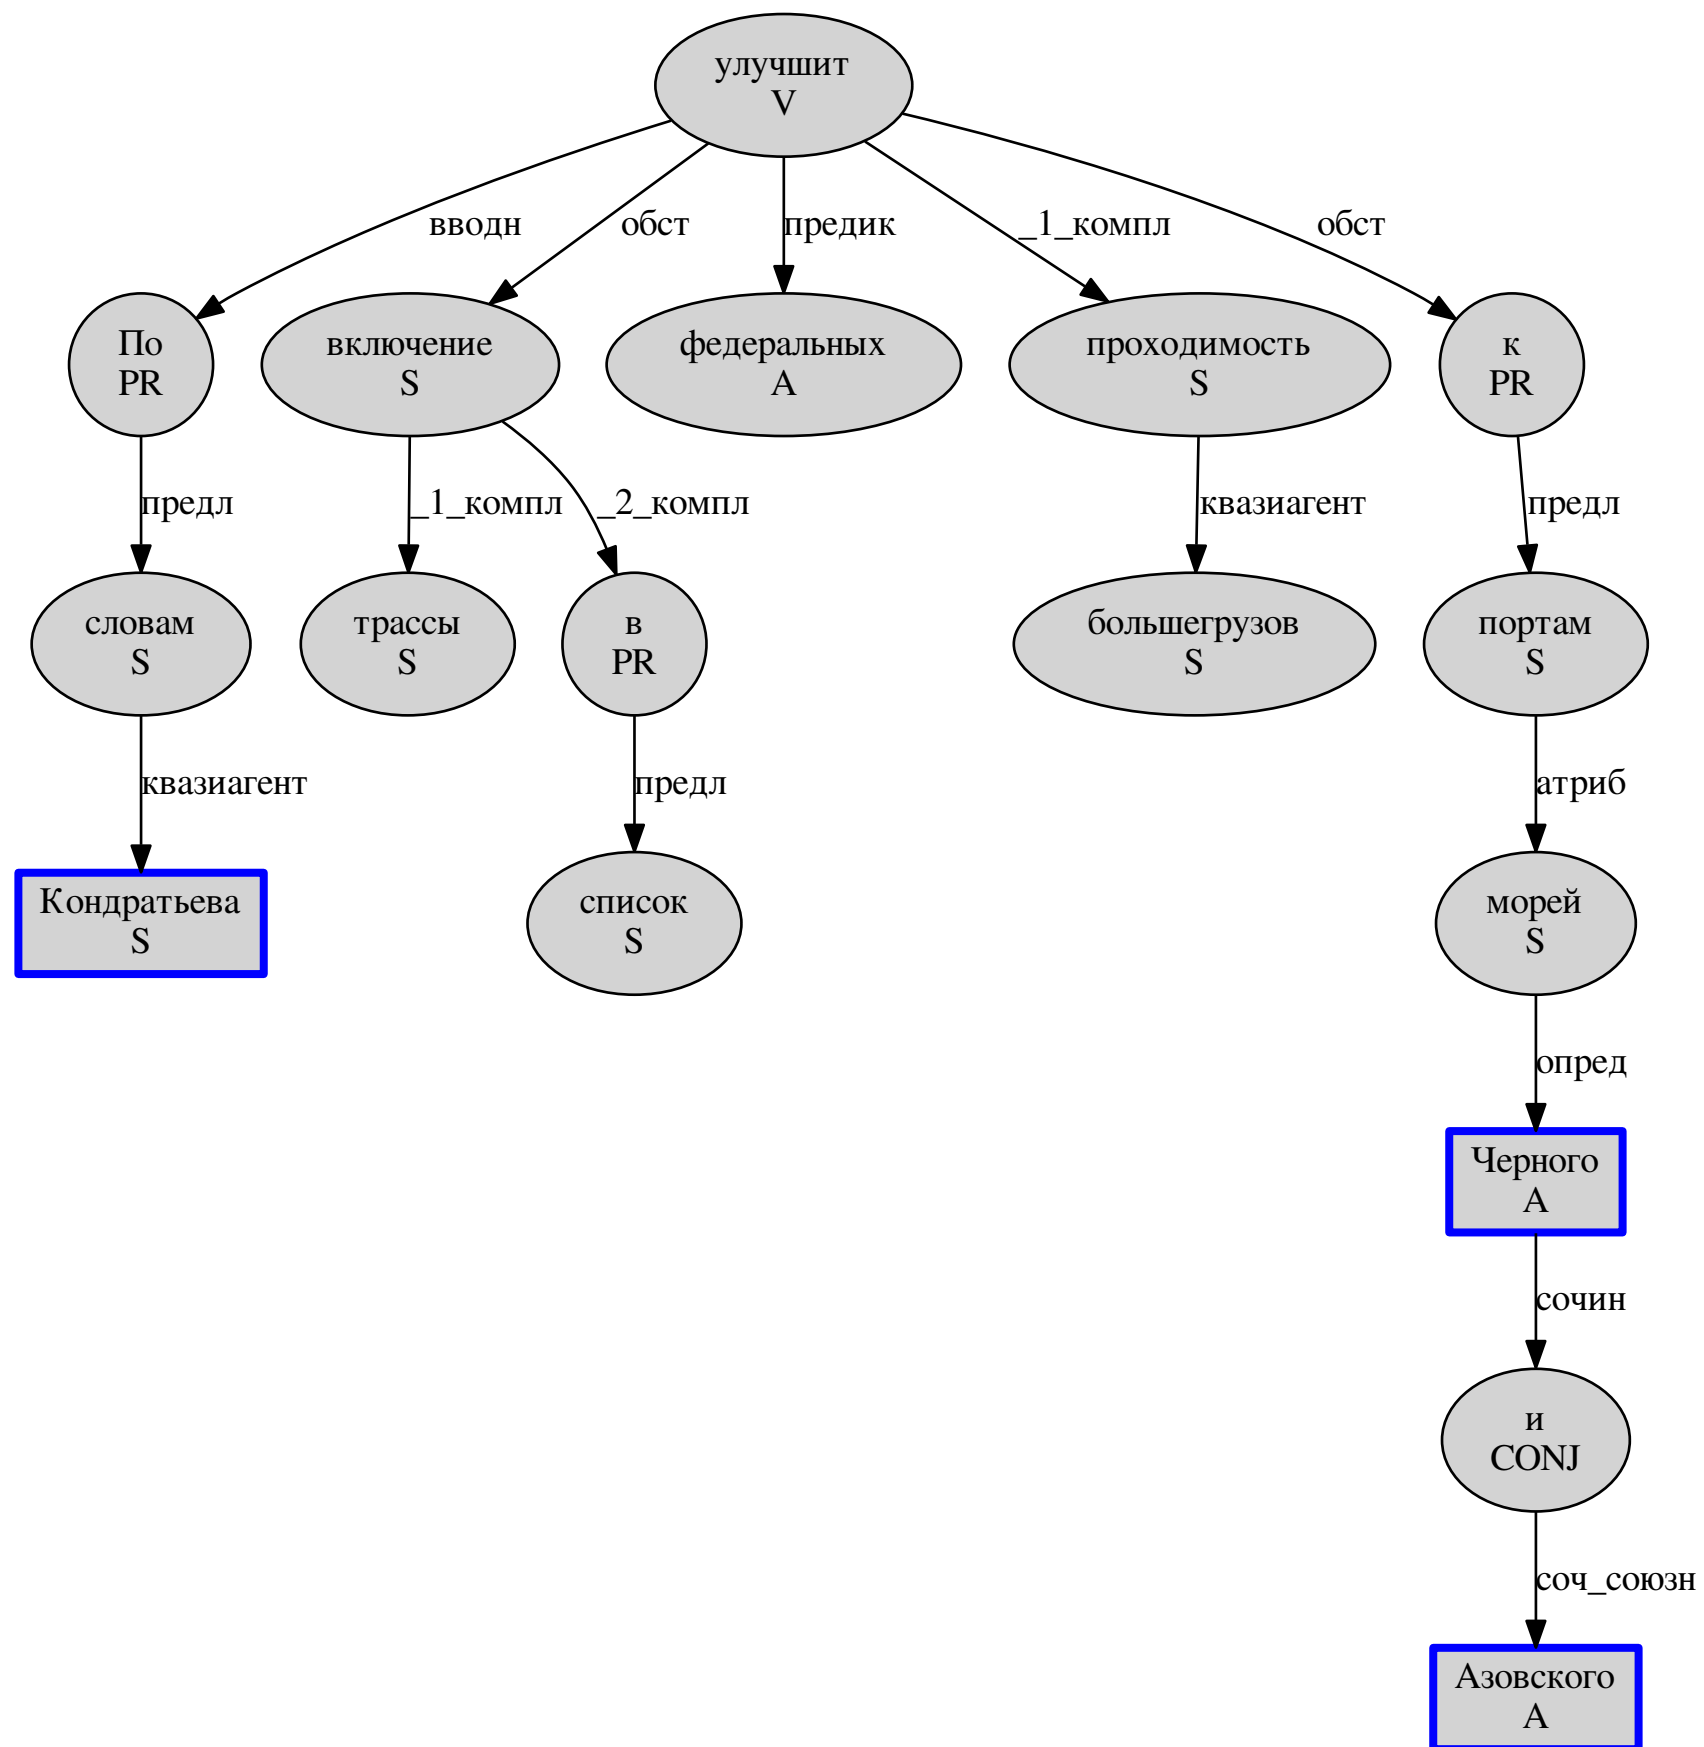 улучшит
V
вводн
обст
предик
_1_компл
обст
По
PR
включение
S
федеральных
A
проходимость
S
к
PR
предл
_1_компл
_2_компл
квазиагент
предл
словам
S
трассы
S
в
PR
большегрузов
S
портам
S
квазиагент
предл
атриб
Кондратьева
S
список
S
морей
S
опред
Черного
A
сочин
и
CONJ
соч_союзн
Азовского
A